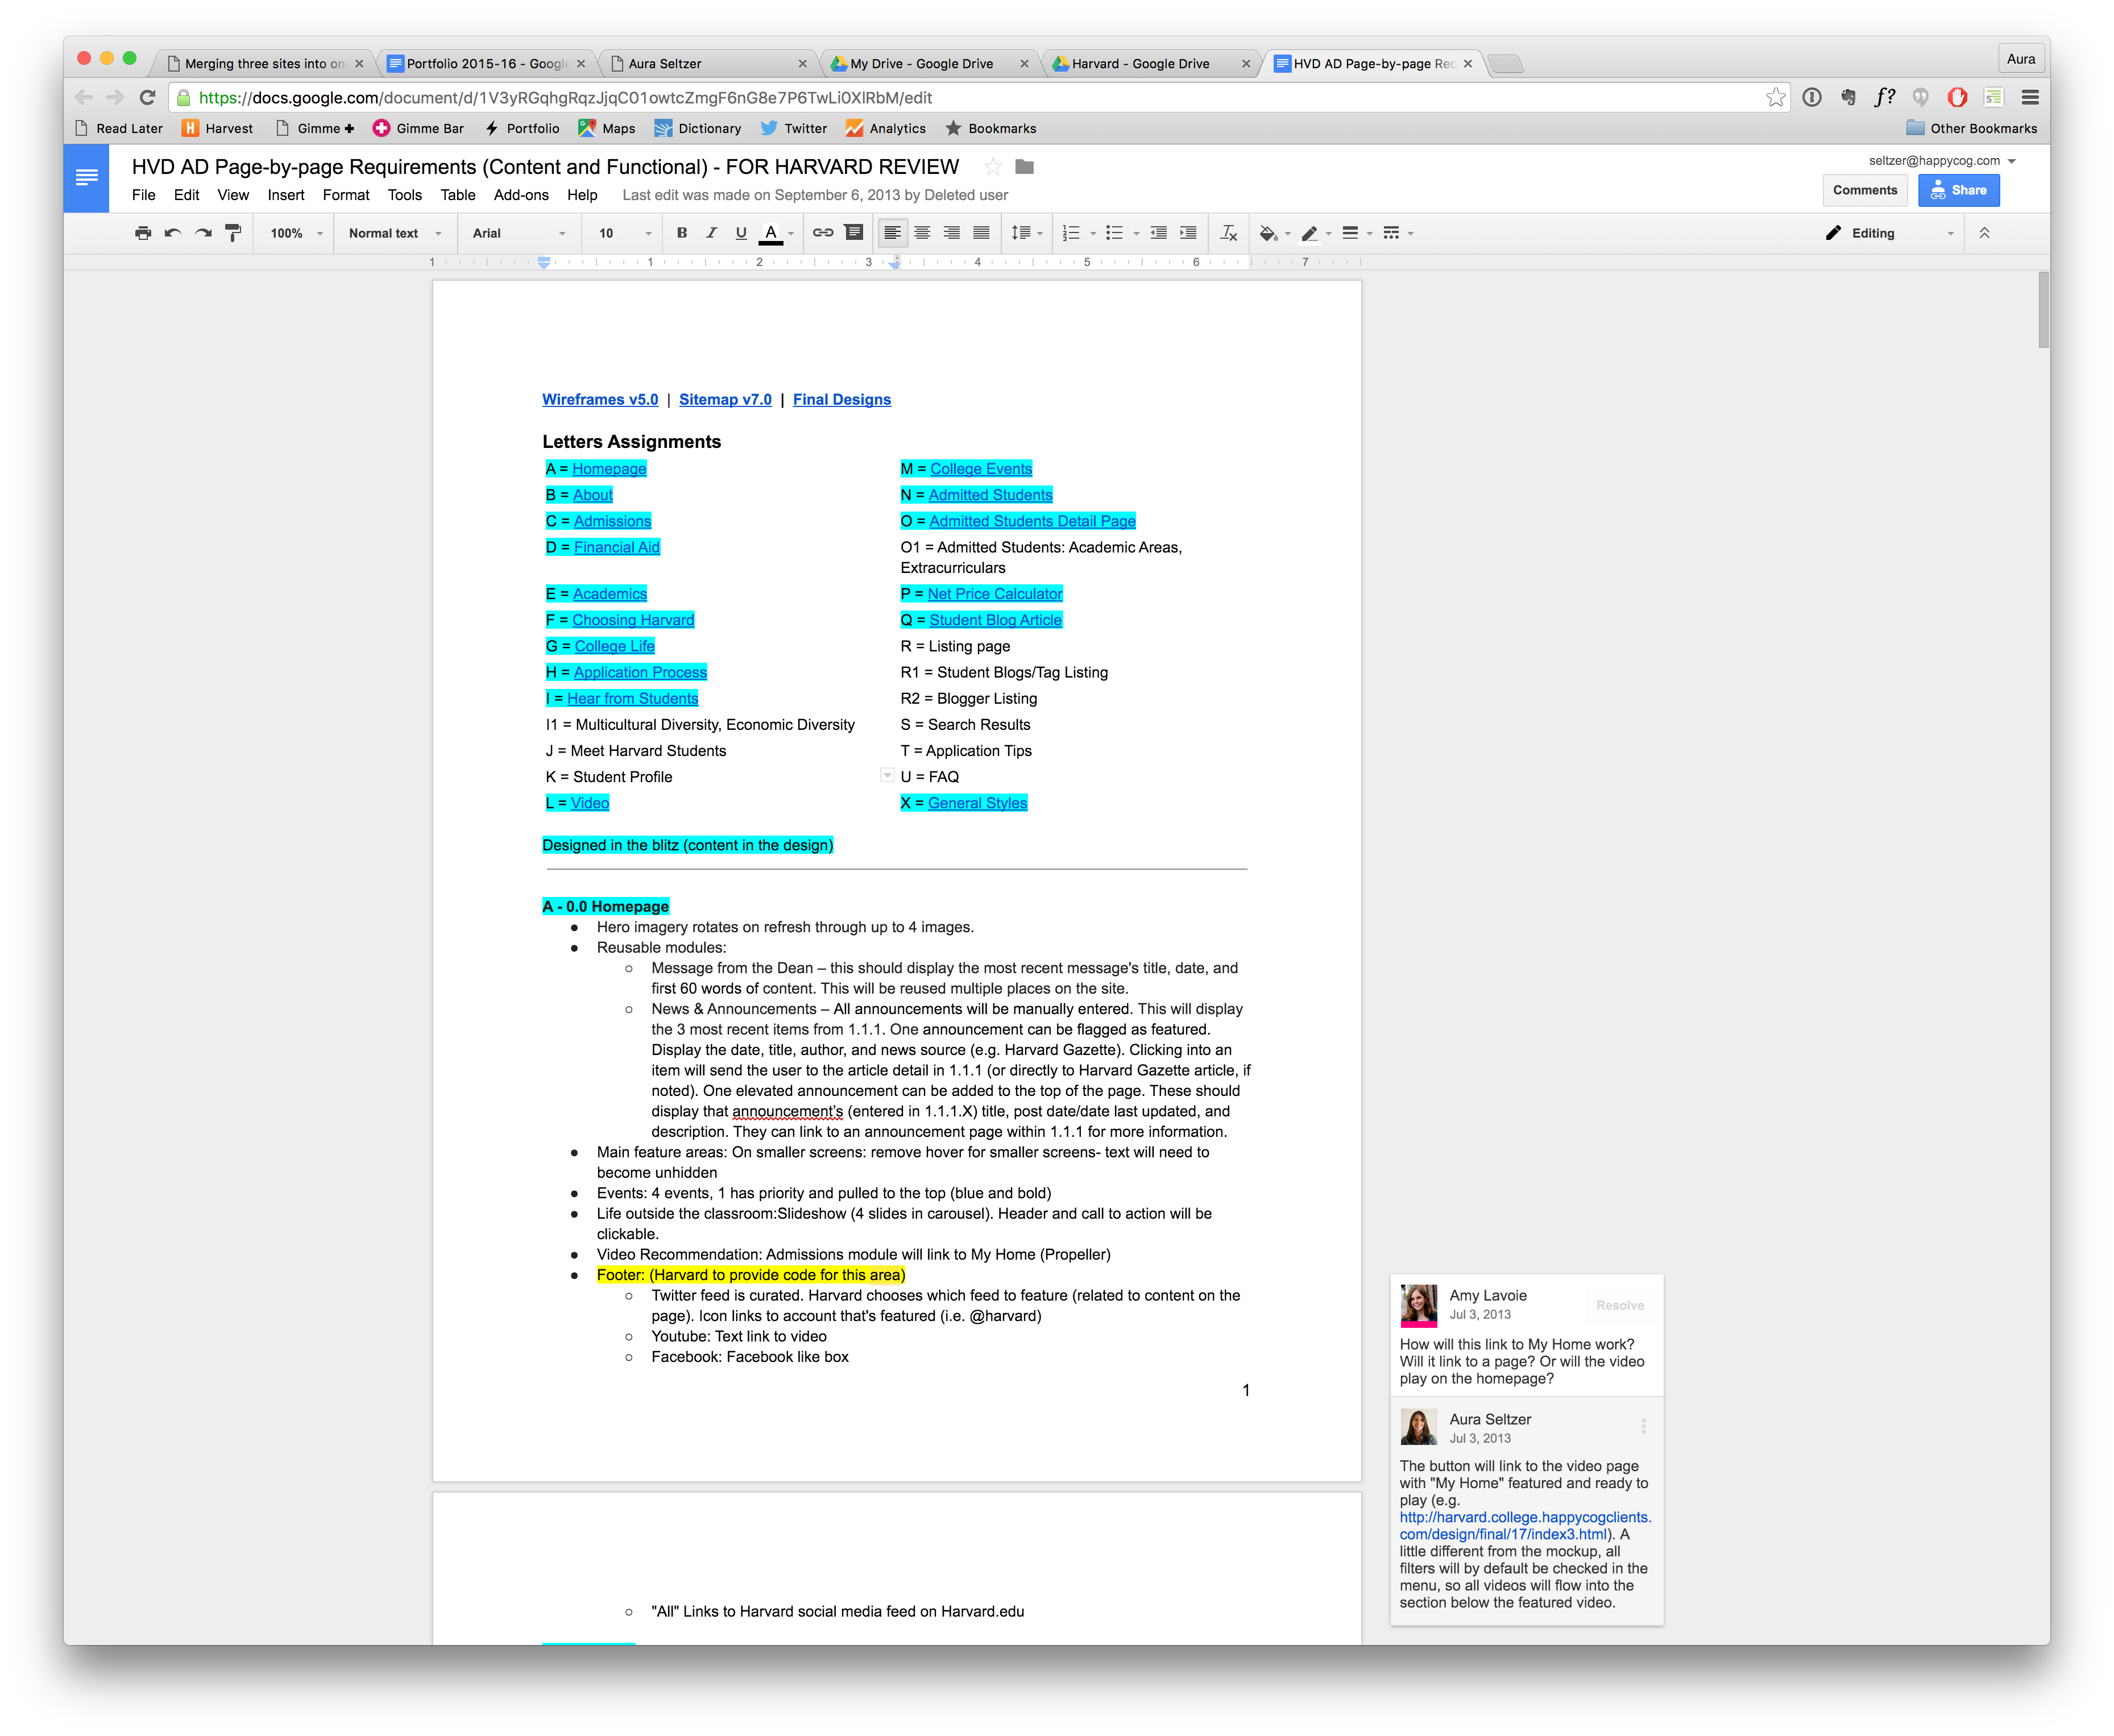 Merging three sites into on
Portfolio 2015-16 - Google
Aura Seltzer
My Drive - Google Drive
Harvard - Google Drive
HVD AD Page-by-page Req
Aura
https://docs.google.com/document/d/1V3yRGqhgRqzJjqC01owtcZmgF6nG8e7P6TwLi0XlRbM/edit
f?
Read Later
H Harvest
Gimme +
Gimme Bar
Portfolio
Maps
Dictionary
Twitter
Analytics
Bookmarks
Other Bookmarks
HVD AD Page-by-page Requirements (Content and Functional) - FOR HARVARD REVIEW
seltzer@happycog.com
File Edit View Insert Format Tools Table Add-ons Help Last edit was made on September 6, 2013 by Deleted user
Comments
Share
100% Normal text Arial 10 B I U A Editing
1 1 2 3 4 5 6 7
Wireframes v5.0 | Sitemap v7.0 | Final Designs
Letters Assignments
A = Homepage
B = About
C = Admissions
D = Financial Aid
E = Academics
F = Choosing Harvard
G = College Life
H = Application Process
I = Hear from Students
I1 = Multicultural Diversity, Economic Diversity
J = Meet Harvard Students
K = Student Profile
L = Video
M = College Events
N = Admitted Students
O = Admitted Students Detail Page
O1 = Admitted Students: Academic Areas,
Extracurriculars
P = Net Price Calculator
Q = Student Blog Article
R = Listing page
R1 = Student Blogs/Tag Listing
R2 = Blogger Listing
S = Search Results
T = Application Tips
U = FAQ
X = General Styles
Designed in the blitz (content in the design)
A - 0.0 Homepage
● Hero imagery rotates on refresh through up to 4 images.
● Reusable modules:
○ Message from the Dean – this should display the most recent message's title, date, and
first 60 words of content. This will be reused multiple places on the site.
○ News & Announcements – All announcements will be manually entered. This will display
the 3 most recent items from 1.1.1. One announcement can be flagged as featured.
Display the date, title, author, and news source (e.g. Harvard Gazette). Clicking into an
item will send the user to the article detail in 1.1.1 (or directly to Harvard Gazette article, if
noted). One elevated announcement can be added to the top of the page. These should
display that announcement's (entered in 1.1.1.X) title, post date/date last updated, and
description. They can link to an announcement page within 1.1.1 for more information.
● Main feature areas: On smaller screens: remove hover for smaller screens- text will need to
become unhidden
● Events: 4 events, 1 has priority and pulled to the top (blue and bold)
● Life outside the classroom:Slideshow (4 slides in carousel). Header and call to action will be
clickable.
● Video Recommendation: Admissions module will link to My Home (Propeller)
● Footer: (Harvard to provide code for this area)
○ Twitter feed is curated. Harvard chooses which feed to feature (related to content on the
page). Icon links to account that's featured (i.e. @harvard)
○ Youtube: Text link to video
○ Facebook: Facebook like box
1
○ "All" Links to Harvard social media feed on Harvard.edu
Amy Lavoie
Jul 3, 2013
Resolve
How will this link to My Home work?
Will it link to a page? Or will the video
play on the homepage?
Aura Seltzer
Jul 3, 2013
The button will link to the video page
with "My Home" featured and ready to
play (e.g.
http://harvard.college.happycogclients.
com/design/final/17/index3.html). A
little different from the mockup, all
filters will by default be checked in the
menu, so all videos will flow into the
section below the featured video.